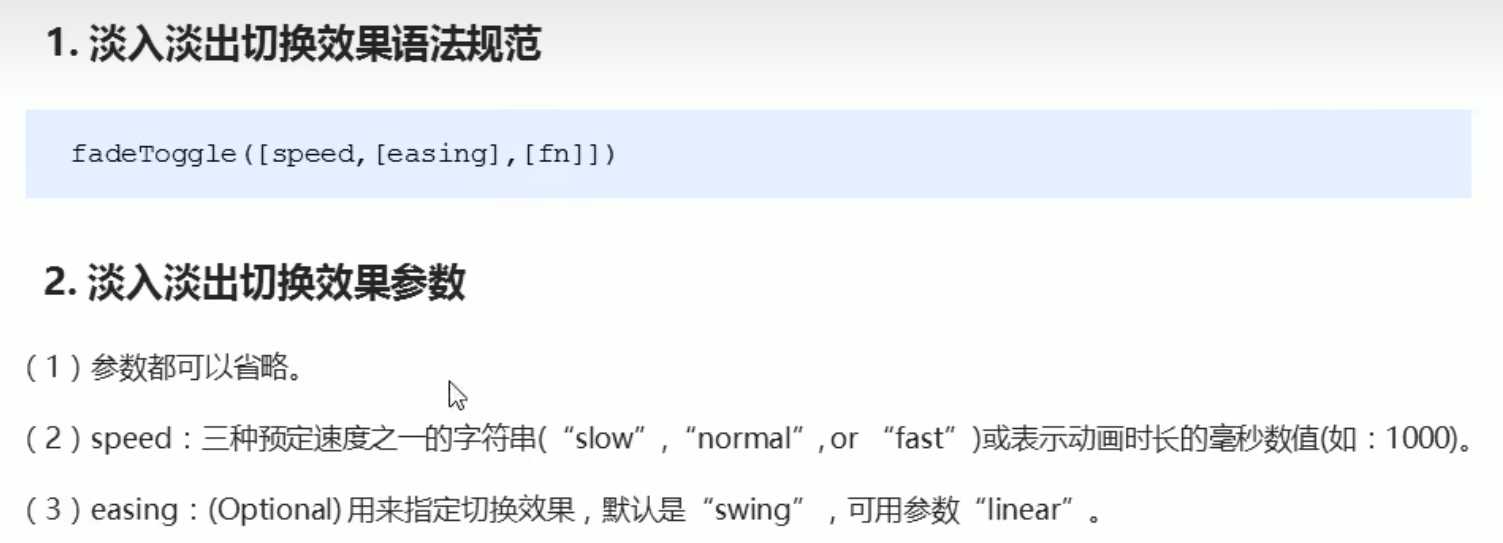 1. 淡入淡出切换效果语法规范
fadeToggle([speed,[easing],[fn]])
2. 淡入淡出切换效果参数
（1）参数都可以省略。
（2）speed：三种预定速度之一的字符串(“slow”,“normal”, or “fast”)或表示动画时长的毫秒数值(如：1000)。
（3）easing：(Optional) 用来指定切换效果，默认是“swing”，可用参数“linear”。